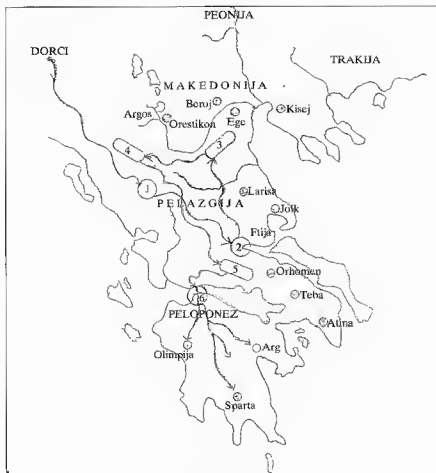 PEONIJA
DORCI
TRAKIJA
MAKEDONIJA
Beroj
Kisej
Argos
Orestikon
Ege
4
3
1
Larisa
PELAZGIJA
Jolk
Ftija
2
5
Orhomen
6
Teba
PELOPONEZ
Atina
Olimpija
Arg
Sparta